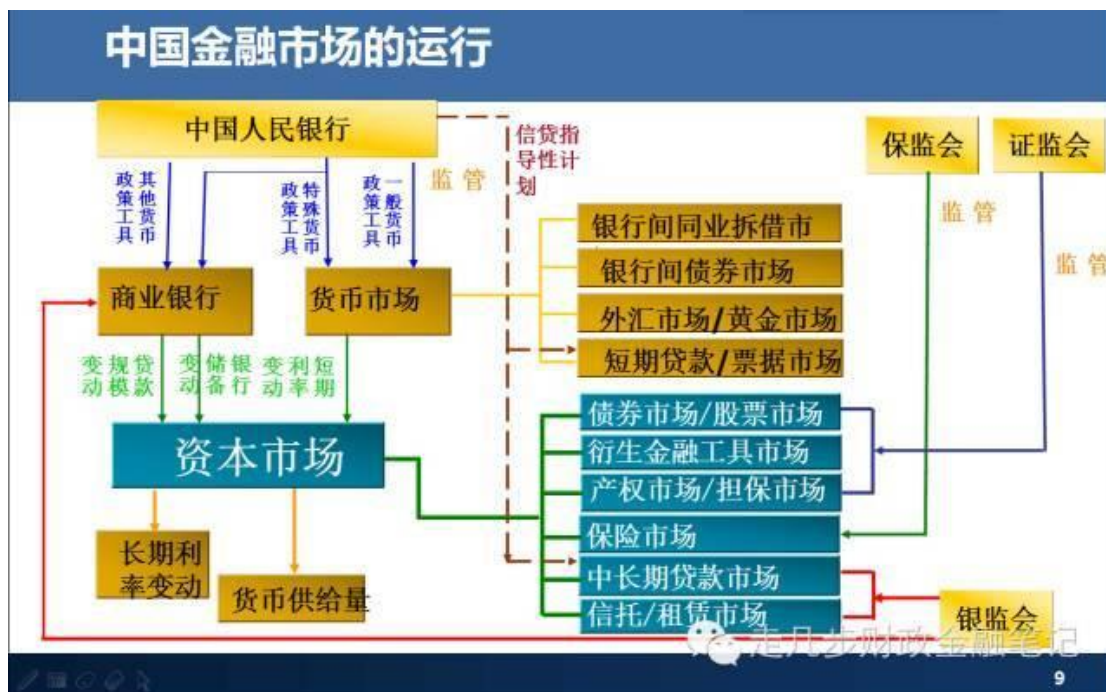 中国金融市场的运行
中国人民银行
信贷指
导性计
划
保监会
证监会
其他货币
政策工具
特殊货币
政策工具
一般货币
政策工具
监管
监管
监管
银行间同业拆借市
银行间债券市场
外汇市场/黄金市场
短期贷款/票据市场
商业银行
货币市场
贷款
规模
变动
银行
储备
变动
短期
利率
变动
债券市场/股票市场
衍生金融工具市场
产权市场/担保市场
保险市场
中长期贷款市场
信托/租赁市场
资本市场
长期利
率变动
货币供给量
银监会
走几步财政金融笔记
9